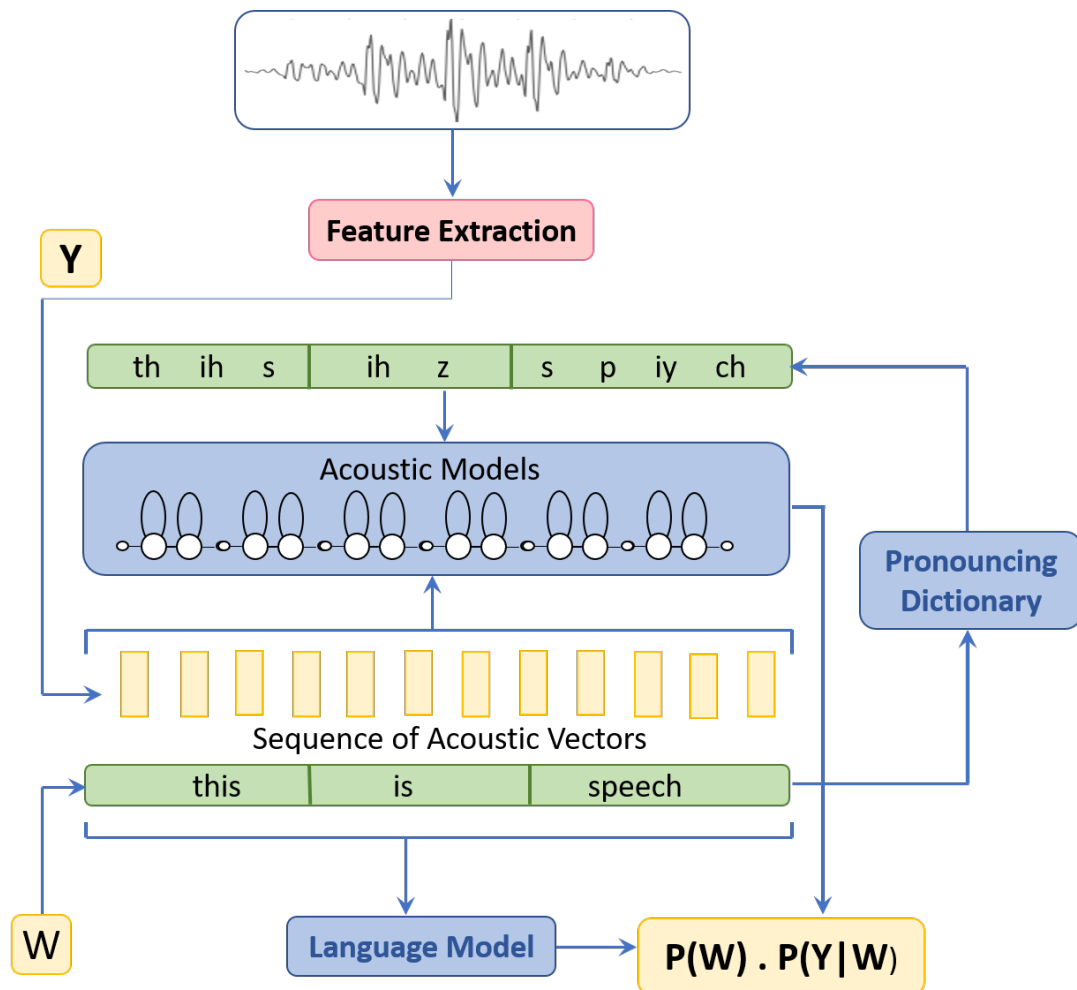 Feature Extraction
Y
th ih s ih z s p iy ch
Acoustic Models
Pronouncing
Dictionary
Sequence of Acoustic Vectors
this is speech
W
Language Model
P(W) . P(Y|W)